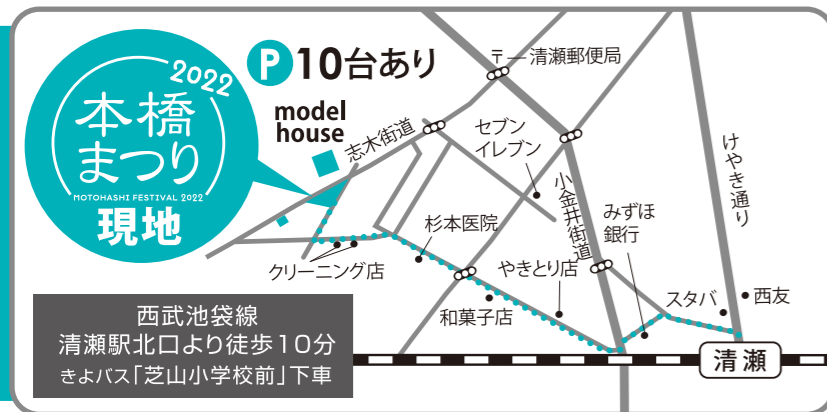 2022
本橋
まつり
MOTOHASHI FESTIVAL 2022
現地
P 10台あり
model
house
志木街道
〒 清瀬郵便局
セブン
イレブン
小金井街道
けやき通り
みずほ
銀行
杉本医院
クリーニング店
やきとり店
和菓子店
スタバ
西友
清瀬
西武池袋線
清瀬駅北口より徒歩10分
きよバス「芝山小学校前」下車